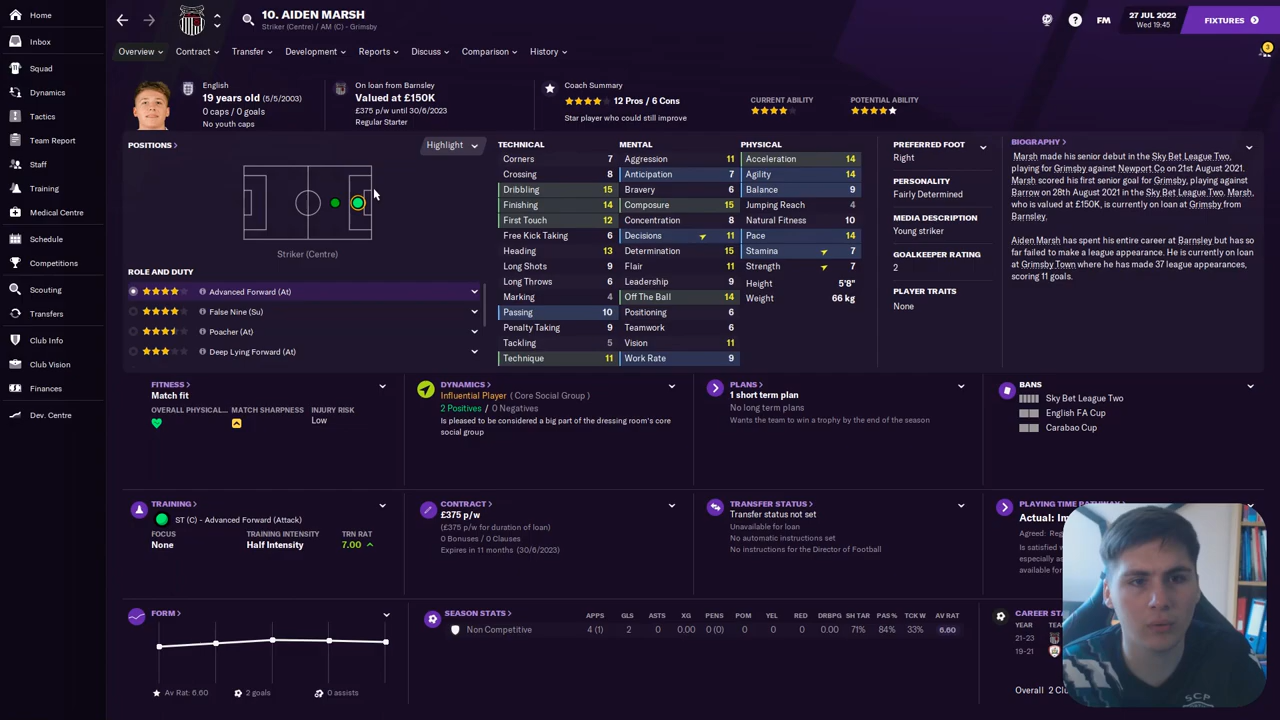 10. AIDEN MARSH
Striker (Centre) / AM (C) - Grimsby
FM
27 JUL 2022
WED 19:45
FIXTURES
3
Home
Inbox
Squad
Dynamics
Tactics
Team Report
Staff
Training
Medical Centre
Schedule
Competitions
Scouting
Transfers
Club Info
Club Vision
Finances
Dev. Centre
Overview
Contract
Transfer
Development
Reports
Discuss
Comparison
History
English
19 years old (5/5/2003)
0 caps / 0 goals
No youth caps
On loan from Barnsley
Valued at £150K
£375 p/w until 30/6/2023
Regular Starter
Coach Summary
12 Pros / 6 Cons
Star player who could still improve
CURRENT ABILITY
POTENTIAL ABILITY
POSITIONS
Highlight
Striker (Centre)
ROLE AND DUTY
Advanced Forward (At)
False Nine (Su)
Poacher (At)
Deep Lying Forward (At)
TECHNICAL
Corners 7
Crossing 8
Dribbling 15
Finishing 14
First Touch 12
Free Kick Taking 6
Heading 13
Long Shots 9
Long Throws 6
Marking 4
Passing 10
Penalty Taking 9
Tackling 5
Technique 11
MENTAL
Aggression 11
Anticipation 7
Bravery 6
Composure 15
Concentration 8
Decisions 11
Determination 15
Flair 11
Leadership 9
Off The Ball 14
Positioning 6
Teamwork 6
Vision 11
Work Rate 9
PHYSICAL
Acceleration 14
Agility 14
Balance 9
Jumping Reach 4
Natural Fitness 10
Pace 14
Stamina 7
Strength 7
Height 5'8"
Weight 66 kg
PREFERRED FOOT
Right
PERSONALITY
Fairly Determined
MEDIA DESCRIPTION
Young striker
GOALKEEPER RATING
2
PLAYER TRAITS
None
BIOGRAPHY
Marsh made his senior debut in the Sky Bet League Two,
playing for Grimsby against Newport Co on 21st August 2021.
Marsh scored his first senior goal for Grimsby, playing against
Barrow on 28th August 2021 in the Sky Bet League Two, Marsh,
who is valued at £150K, is currently on loan at Grimsby from
Barnsley.
Aiden Marsh has spent his entire career at Barnsley but has so
far failed to make a league appearance. He is currently on loan
at Grimsby Town where he has made 37 league appearances,
scoring 11 goals.
FITNESS
Match fit
OVERALL PHYSICAL...
MATCH SHARPNESS
INJURY RISK
Low
DYNAMICS
Influential Player ( Core Social Group )
2 Positives / 0 Negatives
Is pleased to be considered a big part of the dressing room's core
social group
PLANS
1 short term plan
No long term plans
Wants the team to win a trophy by the end of the season
BANS
Sky Bet League Two
English FA Cup
Carabao Cup
TRAINING
ST (C) - Advanced Forward (Attack)
FOCUS
None
TRAINING INTENSITY
Half Intensity
TRN RAT
7.00
CONTRACT
£375 p/w
(£375 p/w for duration of loan)
0 Bonuses / 0 Clauses
Expires in 11 months (30/6/2023)
TRANSFER STATUS
Transfer status not set
Unavailable for loan
No automatic instructions set
No instructions for the Director of Football
PLAYING TIME PATHWAY
Actual:
Agreed:
Is satisfied
especially as
available for
FORM
Av Rat: 6.60
2 goals
0 assists
SEASON STATS
APPS GLS ASTS XG PENS POM YEL RED DRBPG SH TAR PAS% TCK W AV RAT
Non Competitive 4 (1) 2 0 0.00 0 (0) 0 0 0 0.00 71% 84% 33% 6.60
CAREER
YEAR
21-23
19-21
Overall
SCP